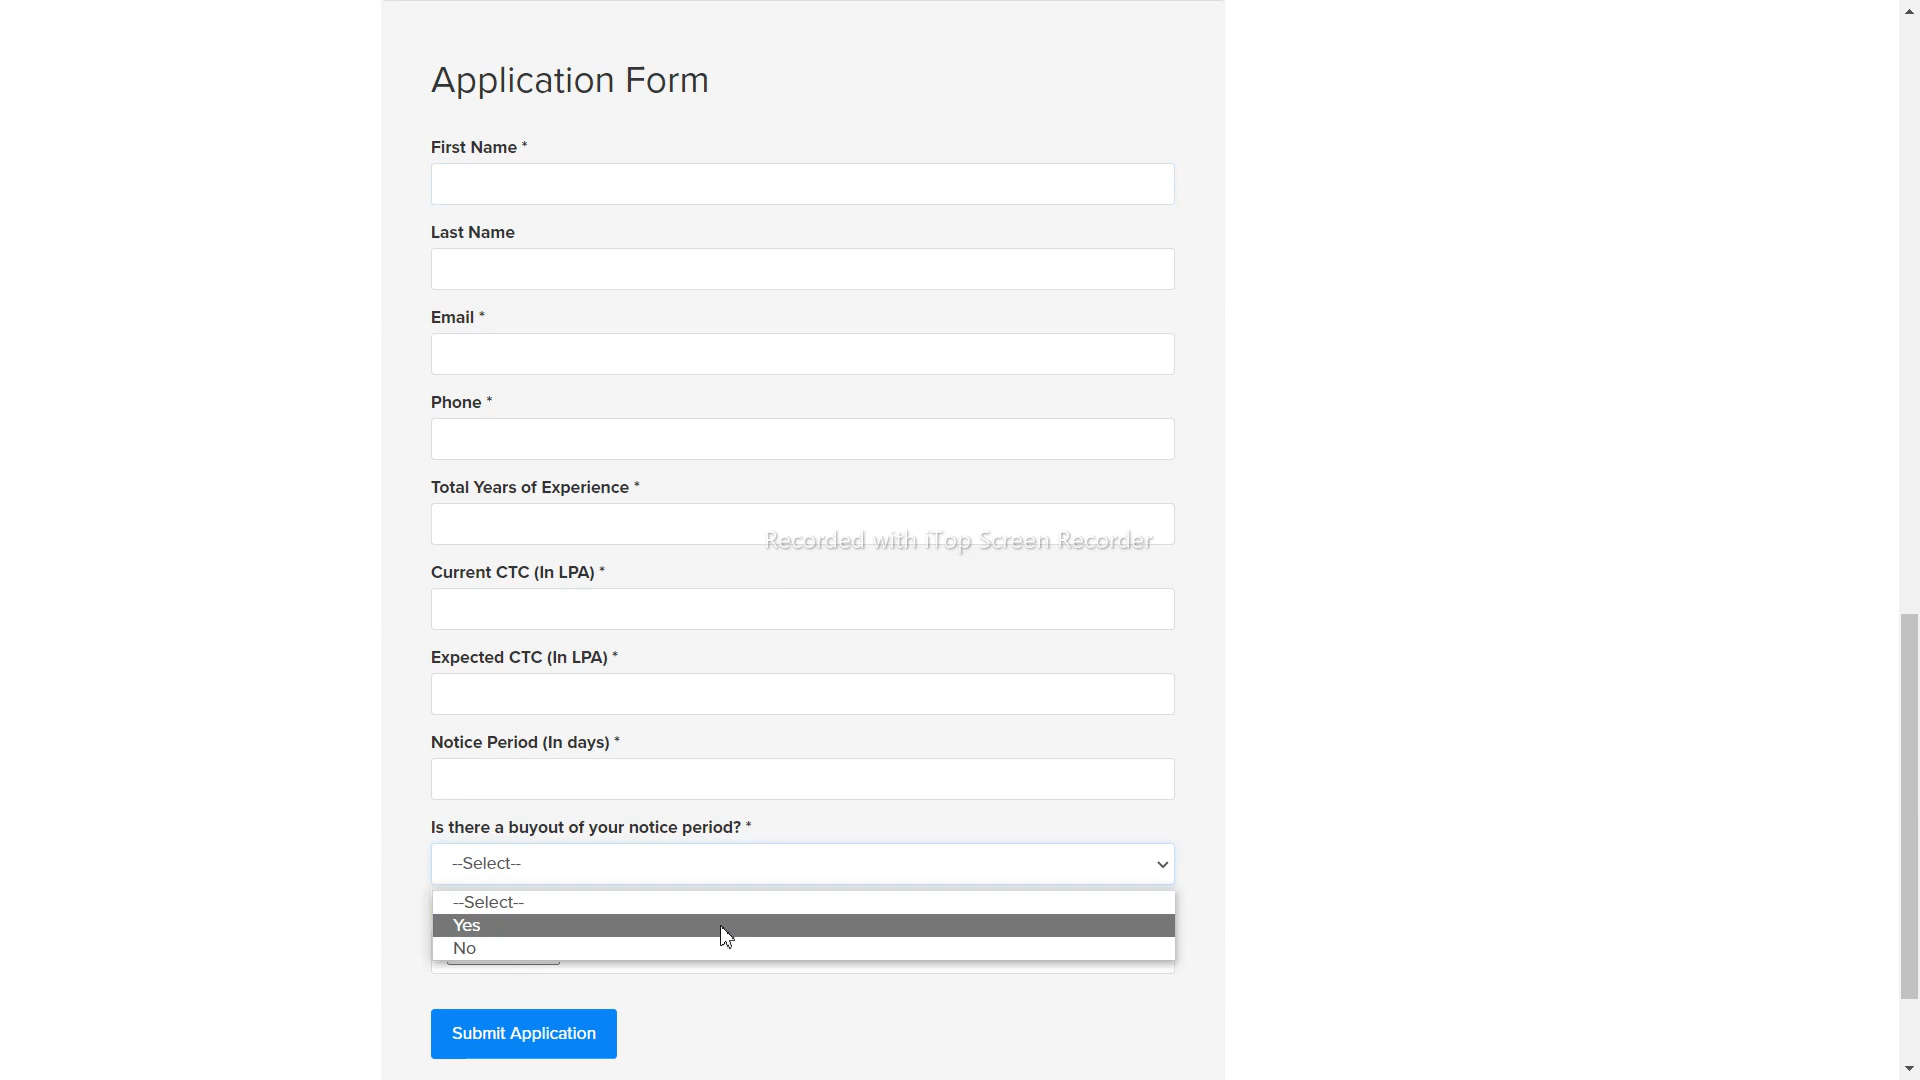 Application Form
First Name *
Last Name
Email *
Phone *
Total Years of Experience *
Recorded with iTop Screen Recorder
Current CTC (In LPA) *
Expected CTC (In LPA) *
Notice Period (In days) *
Is there a buyout of your notice period? *
--Select--
--Select--
Yes
No
Submit Application